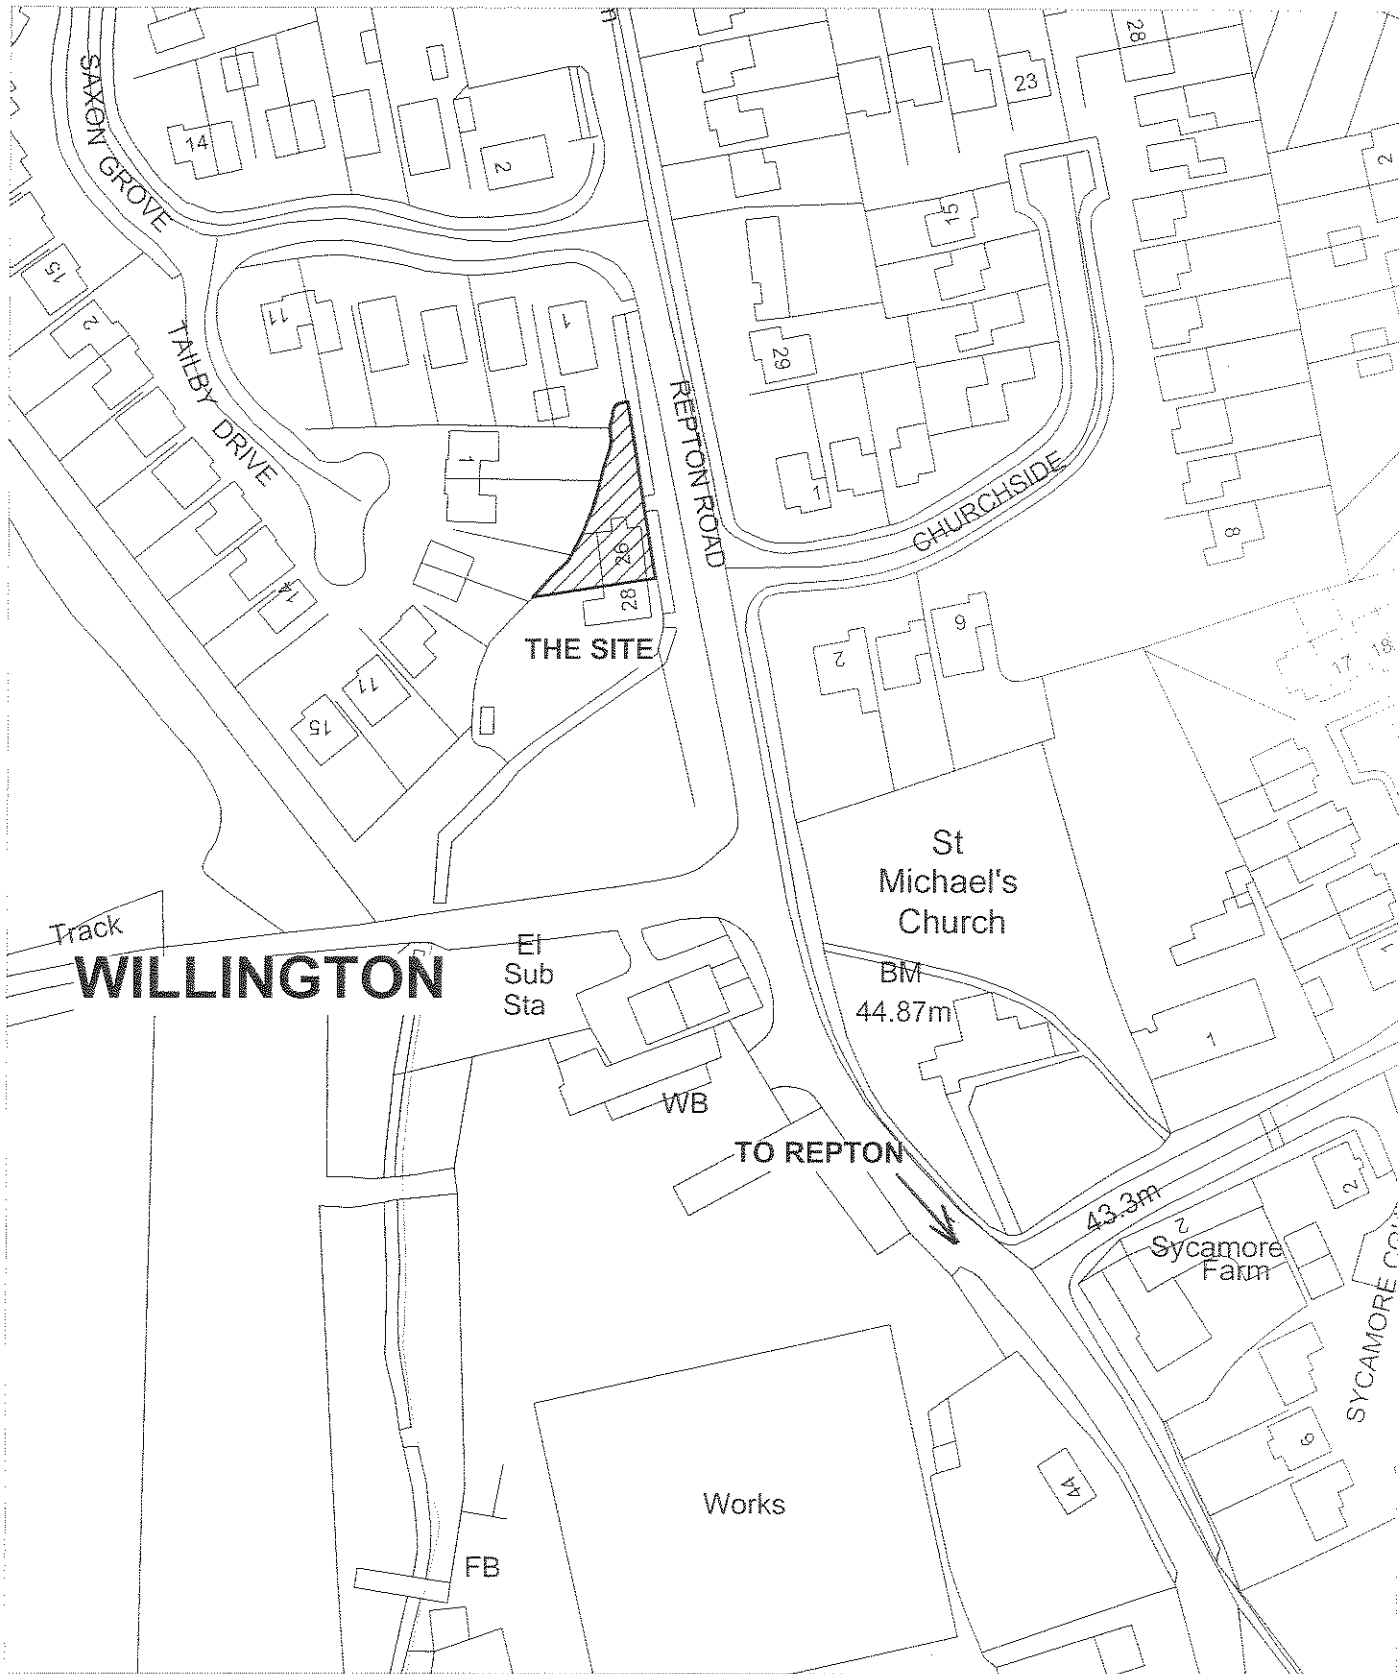 28
23
SAXON GROVE
14
2
2
15
15
2
11
1
29
TAILBY DRIVE
REPTON ROAD
1
1
CHURCHSIDE
8
26
28
14
THE SITE
2
6
17
18
11
15
St
Michael's
Church
Track
WILLINGTON
El
Sub
Sta
BM
44.87m
1
1
WB
TO REPTON
43.3m
2
2
Sycamore
Farm
SYCAMORE
9
44
Works
FB